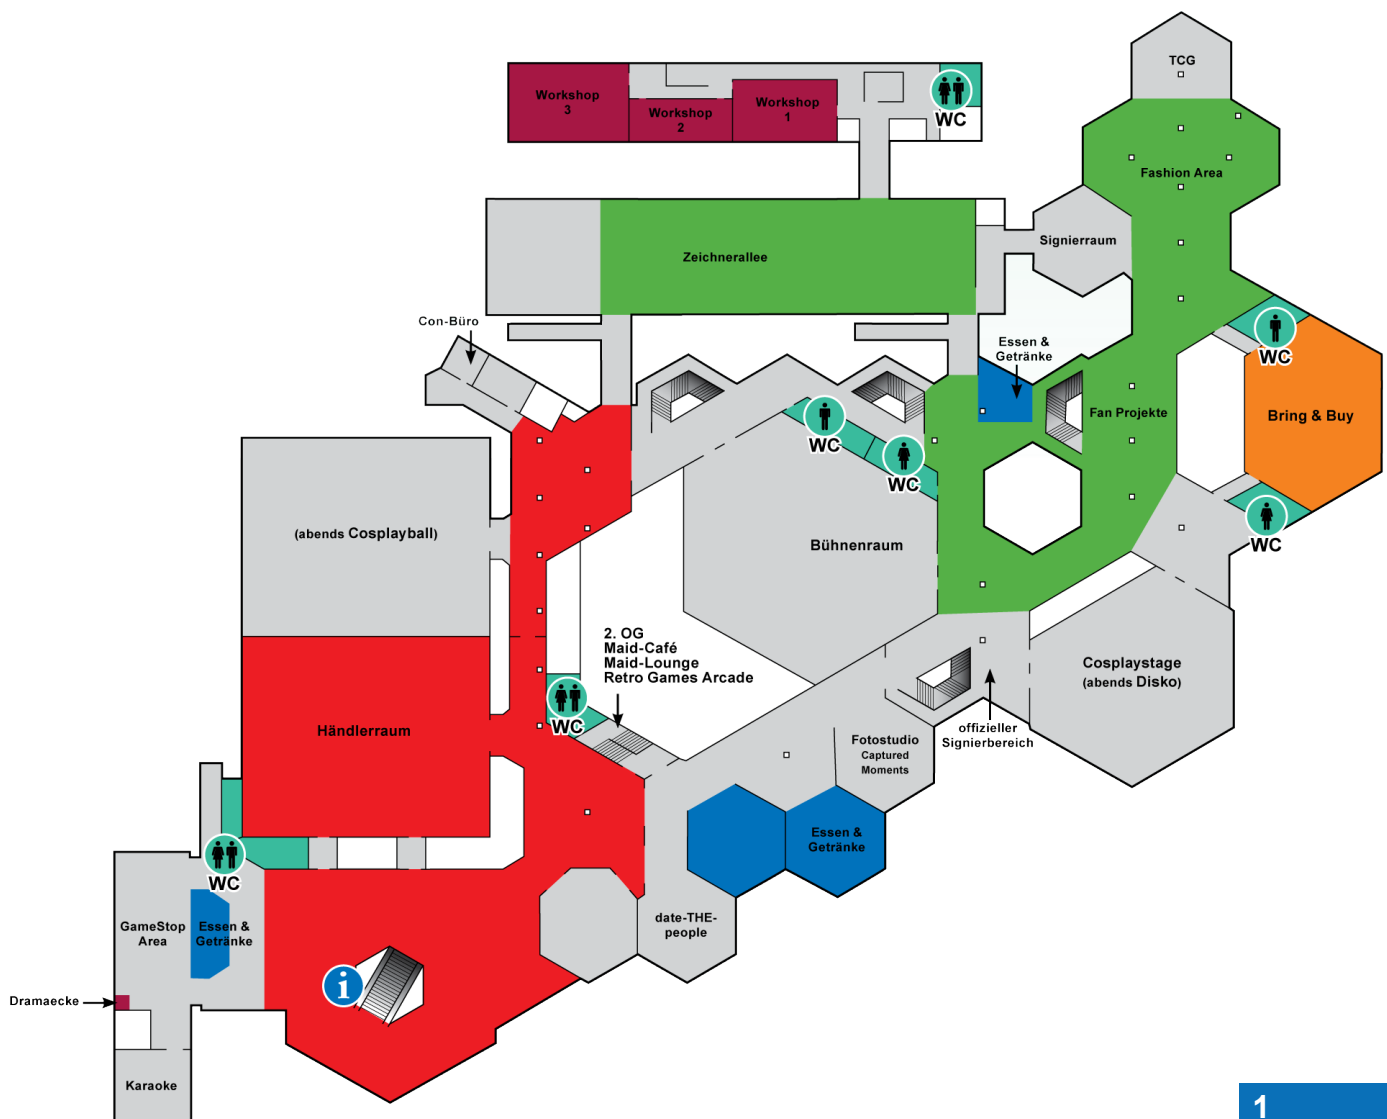 TCG
Workshop
3
Workshop
2
Workshop
1
WC
Fashion Area
Signierraum
Zeichnerallee
Con-Büro
Essen &
Getränke
WC
Fan Projekte
Bring & Buy
WC
WC
WC
(abends Cosplayball)
Bühnenraum
2. OG
Maid-Café
Maid-Lounge
Retro Games Arcade
Cosplaystage
(abends Disko)
WC
Händlerraum
offizieller
Signierbereich
Fotostudio
Captured
Moments
Essen &
Getränke
WC
GameStop
Area
Essen &
Getränke
date-THE-
people
i
Dramaecke
Karaoke
1